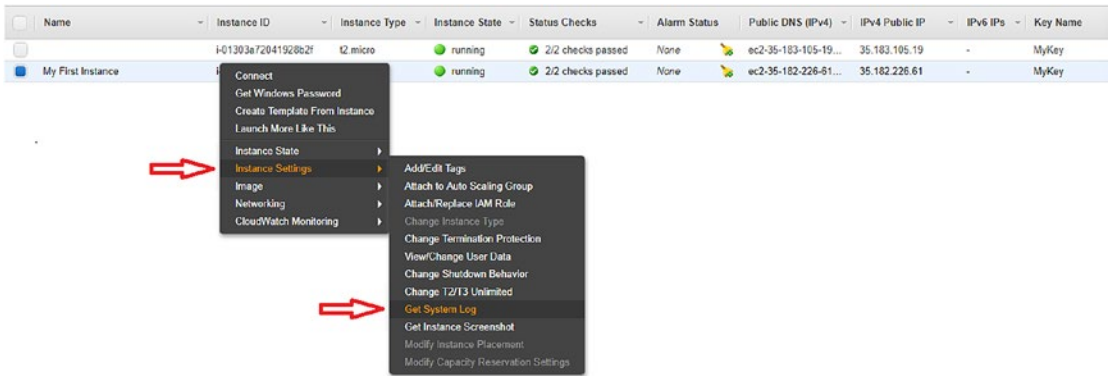 Name Instance ID Instance Type Instance State Status Checks Alarm Status Public DNS (IPv4) IPv4 Public IP IPv6 IPs Key Name
i-01303a72041928b2f t2.micro running 2/2 checks passed None ec2-35-183-105-19... 35.183.105.19 - MyKey
My First Instance running 2/2 checks passed None ec2-35-182-226-61... 35.182.226.61 - MyKey
Connect
Get Windows Password
Create Template From Instance
Launch More Like This
Instance State
Instance Settings
Image
Networking
CloudWatch Monitoring
Add/Edit Tags
Attach to Auto Scaling Group
Attach/Replace IAM Role
Change Instance Type
Change Termination Protection
View/Change User Data
Change Shutdown Behavior
Change T2/T3 Unlimited
Get System Log
Get Instance Screenshot
Modify Instance Placement
Modify Capacity Reservation Settings